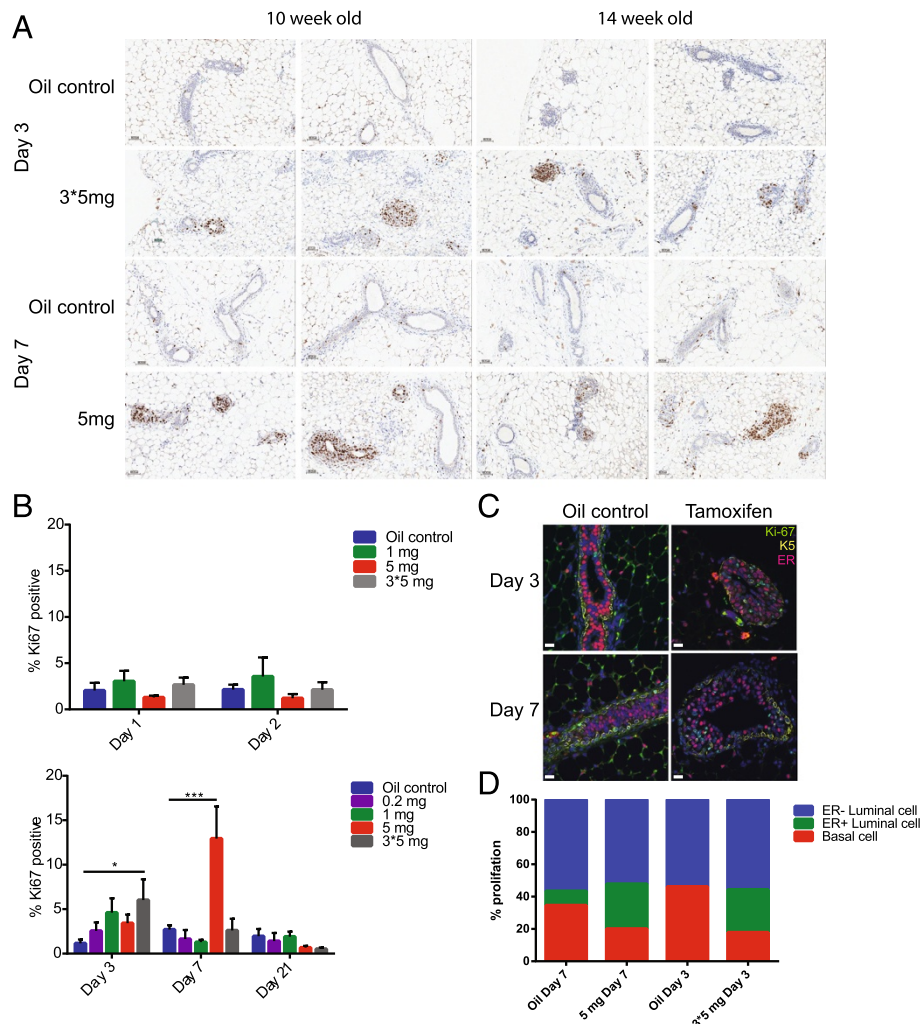 A
10 week old
14 week old
Day 3
Oil control
3*5mg
Day 7
Oil control
5mg
B
% Ki67 positive
20
15
10
5
0
Day 1
Day 2
Oil control
1 mg
5 mg
3*5 mg
% Ki67 positive
20
15
10
5
0
*
***
Day 3
Day 7
Day 21
Oil control
0.2 mg
1 mg
5 mg
3*5 mg
C
Oil control
Tamoxifen
Ki-67
K5
ER
Day 3
Day 7
D
% prolifation
100
80
60
40
20
0
Oil Day 7
5 mg Day 7
Oil Day 3
3*5 mg Day 3
ER- Luminal cell
ER+ Luminal cell
Basal cell